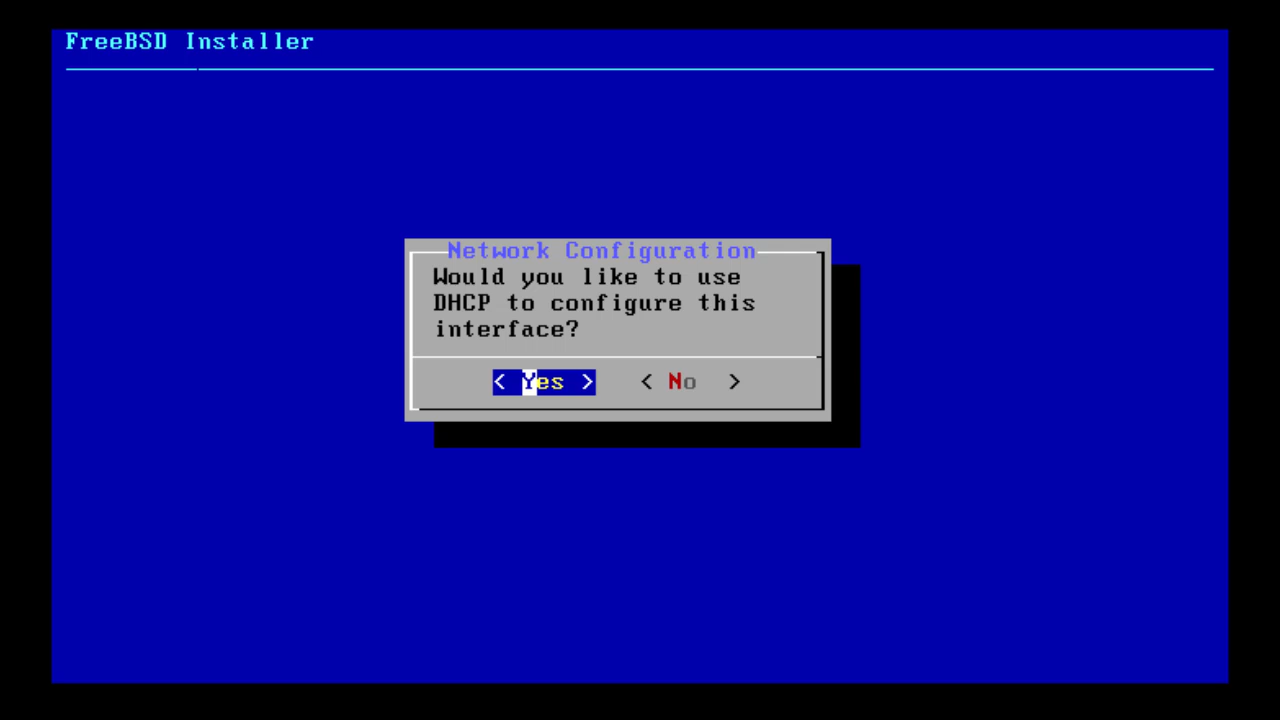 FreeBSD Installer
Network Configuration
Would you like to use
DHCP to configure this
interface?
< Yes > < No >